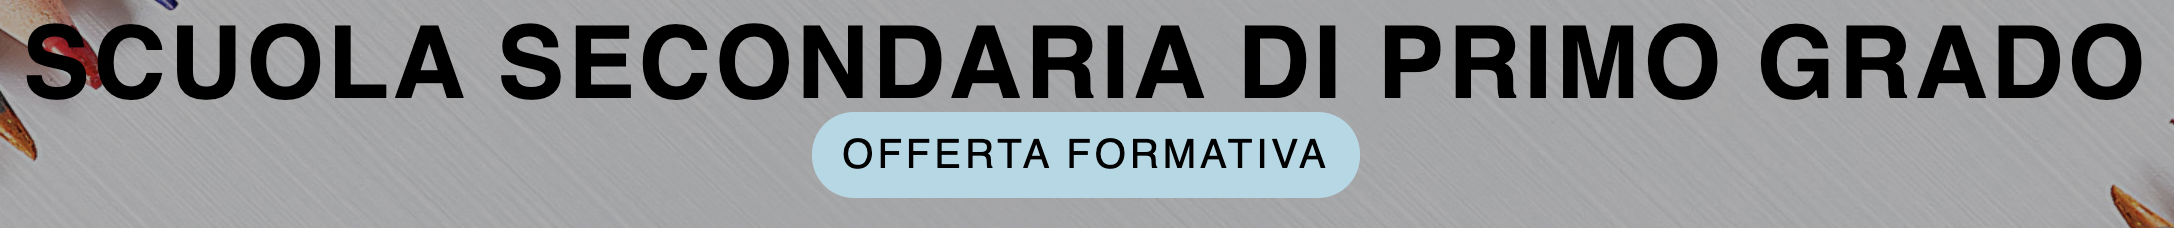 SCUOLA SECONDARIA DI PRIMO GRADO
OFFERTA FORMATIVA